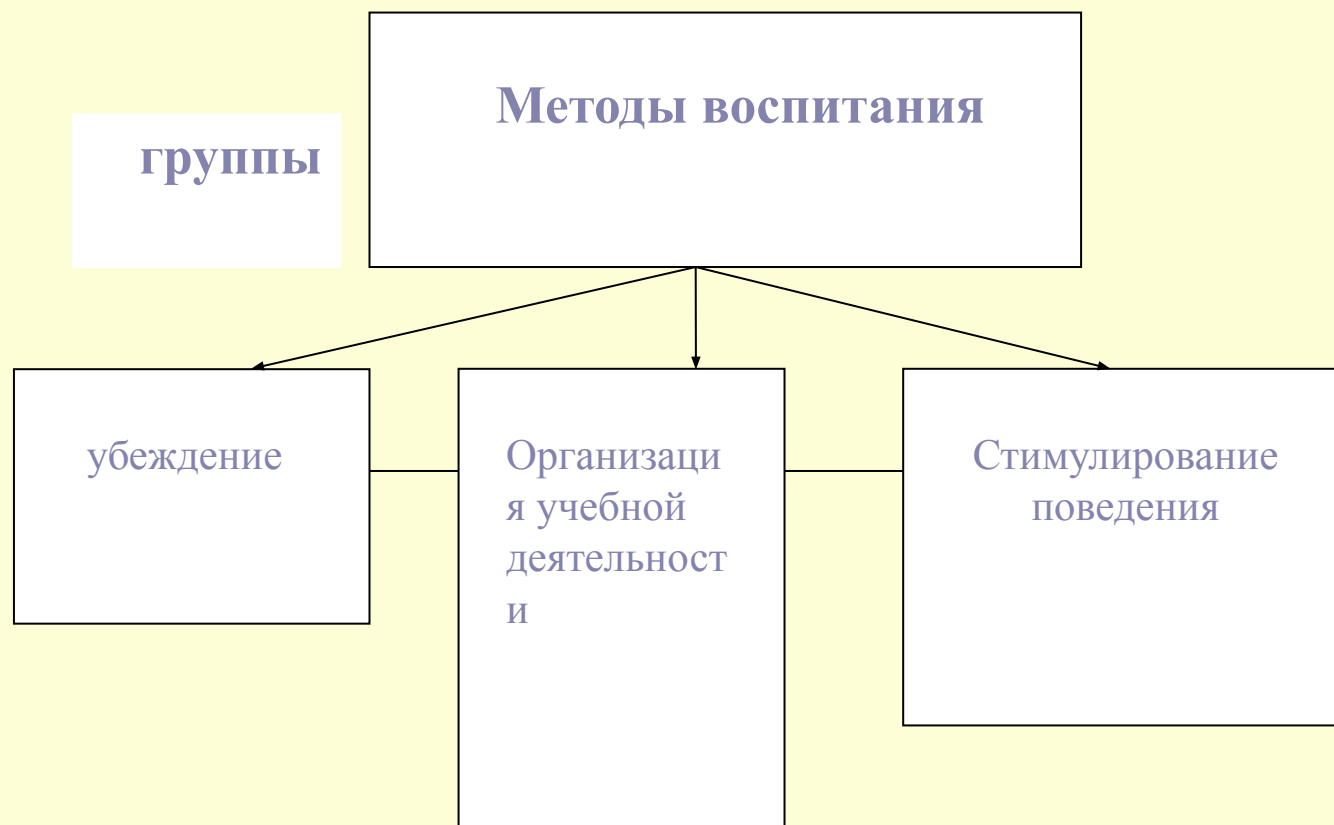 Методы воспитания
группы
убеждение
Организаци
я учебной
деятельност
и
Стимулирование
поведения